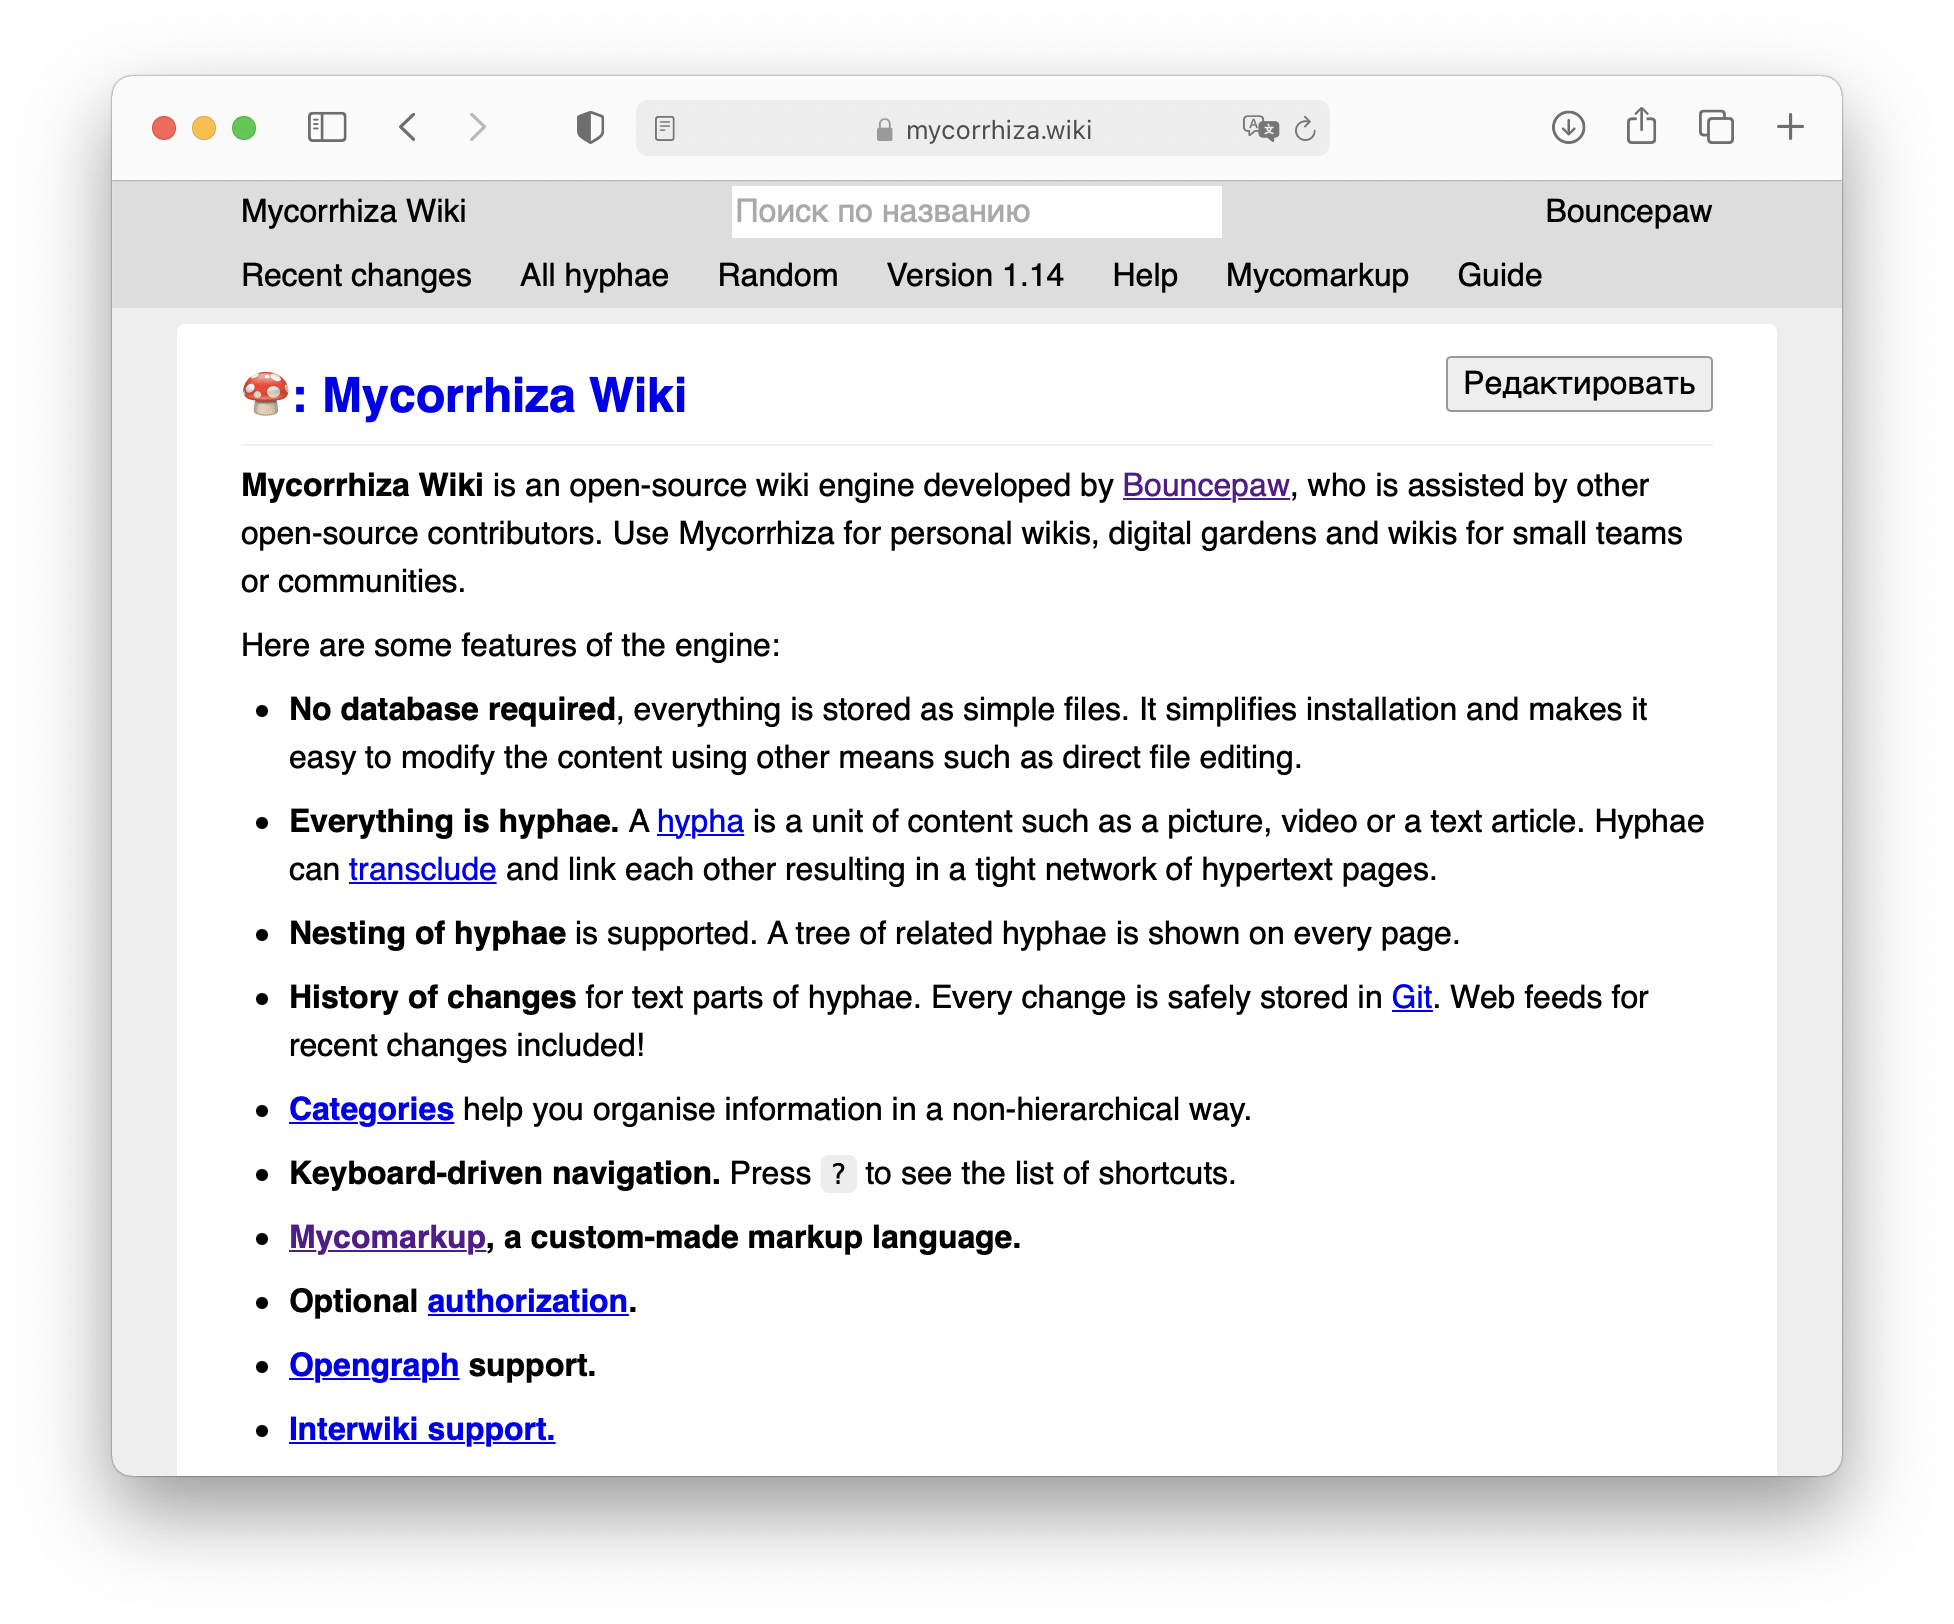 mycorrhiza.wiki
Mycorrhiza Wiki
Поиск по названию
Bouncepaw
Recent changes All hyphae Random Version 1.14 Help Mycomarkup Guide
🍄: Mycorrhiza Wiki
Редактировать
Mycorrhiza Wiki is an open-source wiki engine developed by Bouncepaw, who is assisted by other
open-source contributors. Use Mycorrhiza for personal wikis, digital gardens and wikis for small teams
or communities.
Here are some features of the engine:
• No database required, everything is stored as simple files. It simplifies installation and makes it
easy to modify the content using other means such as direct file editing.
• Everything is hyphae. A hypha is a unit of content such as a picture, video or a text article. Hyphae
can transclude and link each other resulting in a tight network of hypertext pages.
• Nesting of hyphae is supported. A tree of related hyphae is shown on every page.
• History of changes for text parts of hyphae. Every change is safely stored in Git. Web feeds for
recent changes included!
• Categories help you organise information in a non-hierarchical way.
• Keyboard-driven navigation. Press ? to see the list of shortcuts.
• Mycomarkup, a custom-made markup language.
• Optional authorization.
• Opengraph support.
• Interwiki support.